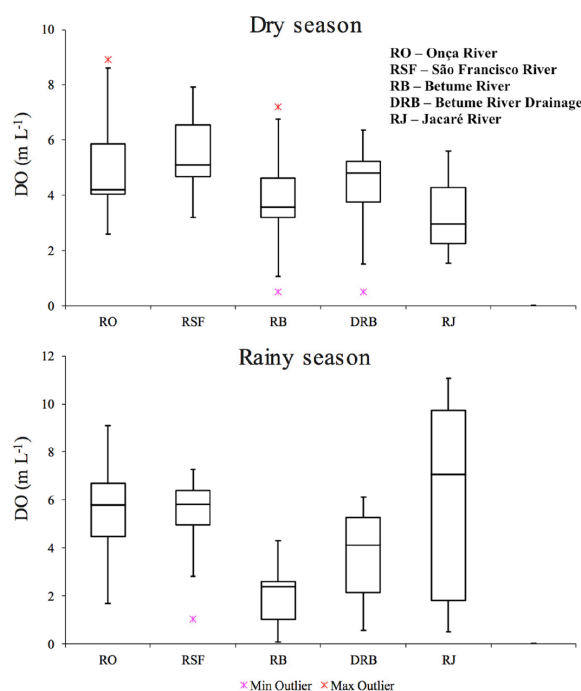 Dry season
RO – Onça River
RSF – São Francisco River
RB – Betume River
DRB – Betume River Drainage
RJ – Jacaré River
DO (m L-1)
10
8
6
4
2
0
RO RSF RB DRB RJ
Rainy season
DO (m L-1)
12
10
8
6
4
2
0
RO RSF RB DRB RJ
Min Outlier Max Outlier